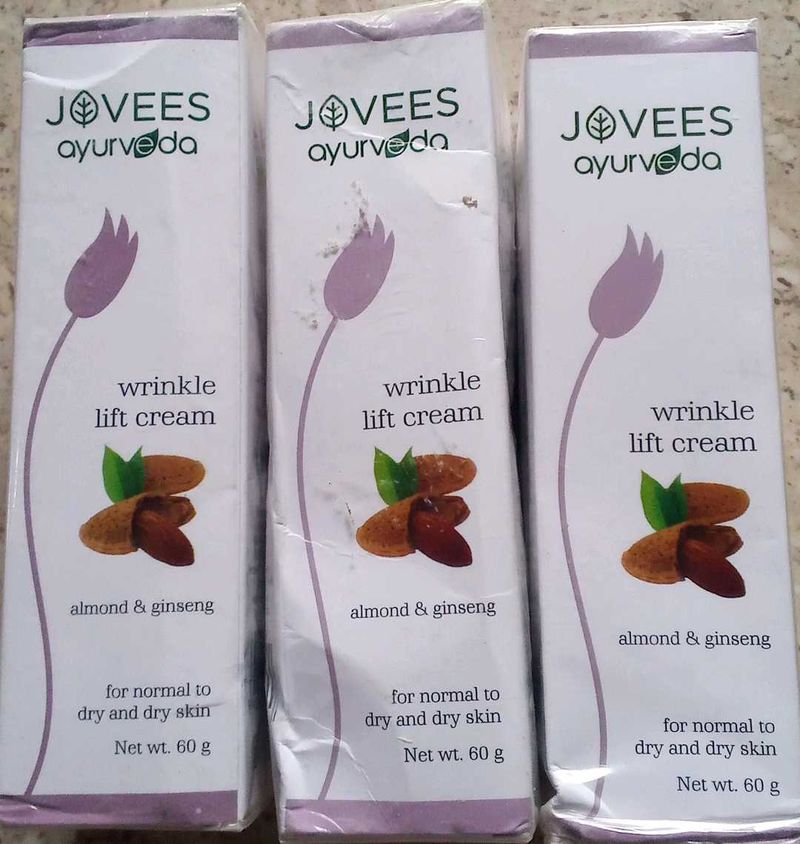 JOVEES
ayurveda
wrinkle
lift cream
almond & ginseng
for normal to
dry and dry skin
Net wt. 60 g
JOVEES
ayurveda
wrinkle
lift cream
almond & ginseng
for normal to
dry and dry skin
Net wt. 60 g
JOVEES
ayurveda
wrinkle
lift cream
almond & ginseng
for normal to
dry and dry skin
Net wt. 60 g